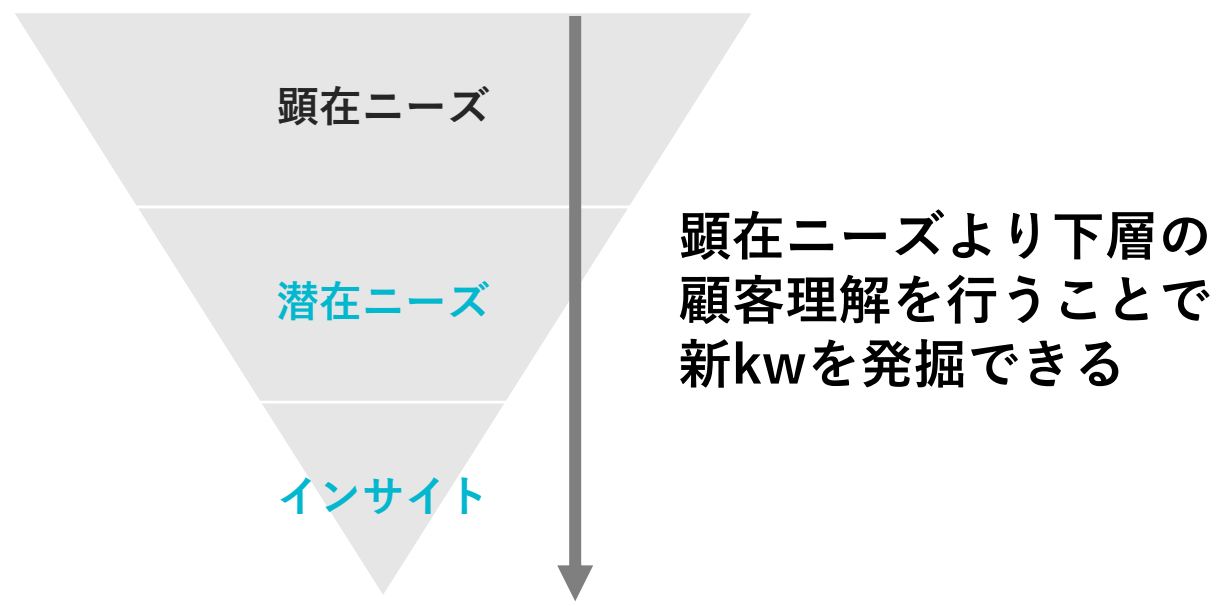 顕在ニーズ
潜在ニーズ
インサイト
顕在ニーズより下層の
顧客理解を行うことで
新kwを発掘できる